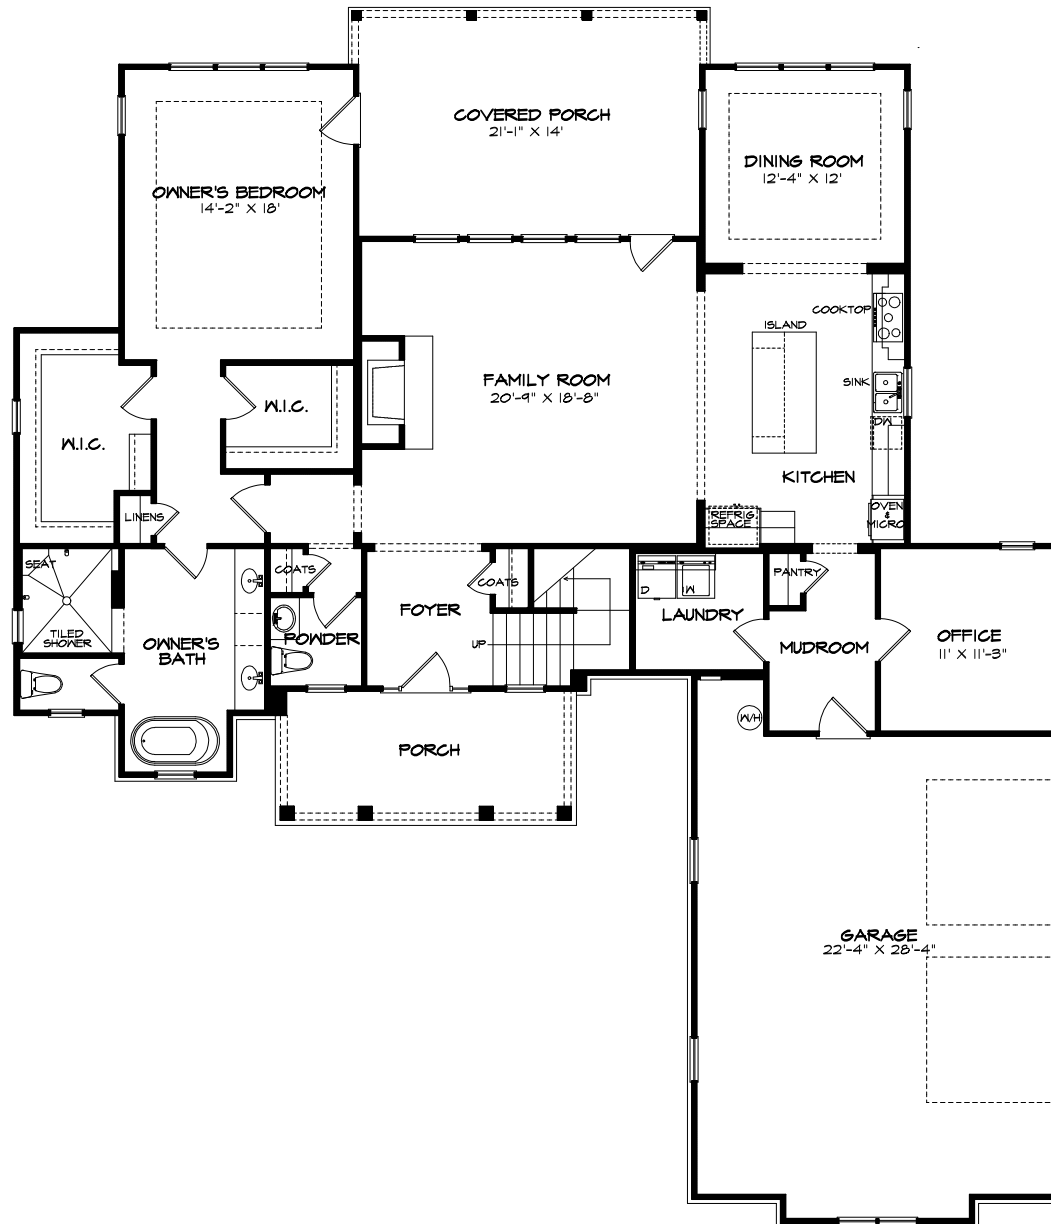 COVERED PORCH
21'-1" X 14'
DINING ROOM
12'-4" X 12'
OWNER'S BEDROOM
14'-2" X 18'
COOKTOP
ISLAND
FAMILY ROOM
20'-9" X 18'-8"
SINK
W.I.C.
W.I.C.
DW
KITCHEN
LINENS
REFRIG
SPACE
OVEN
&
MICRO
SEAT
COATS
COATS
PANTRY
D
W
FOYER
LAUNDRY
TILED
SHOWER
OWNER'S
BATH
POWDER
UP
MUDROOM
OFFICE
11' X 11'-3"
W/H
PORCH
GARAGE
22'-4" X 28'-4"